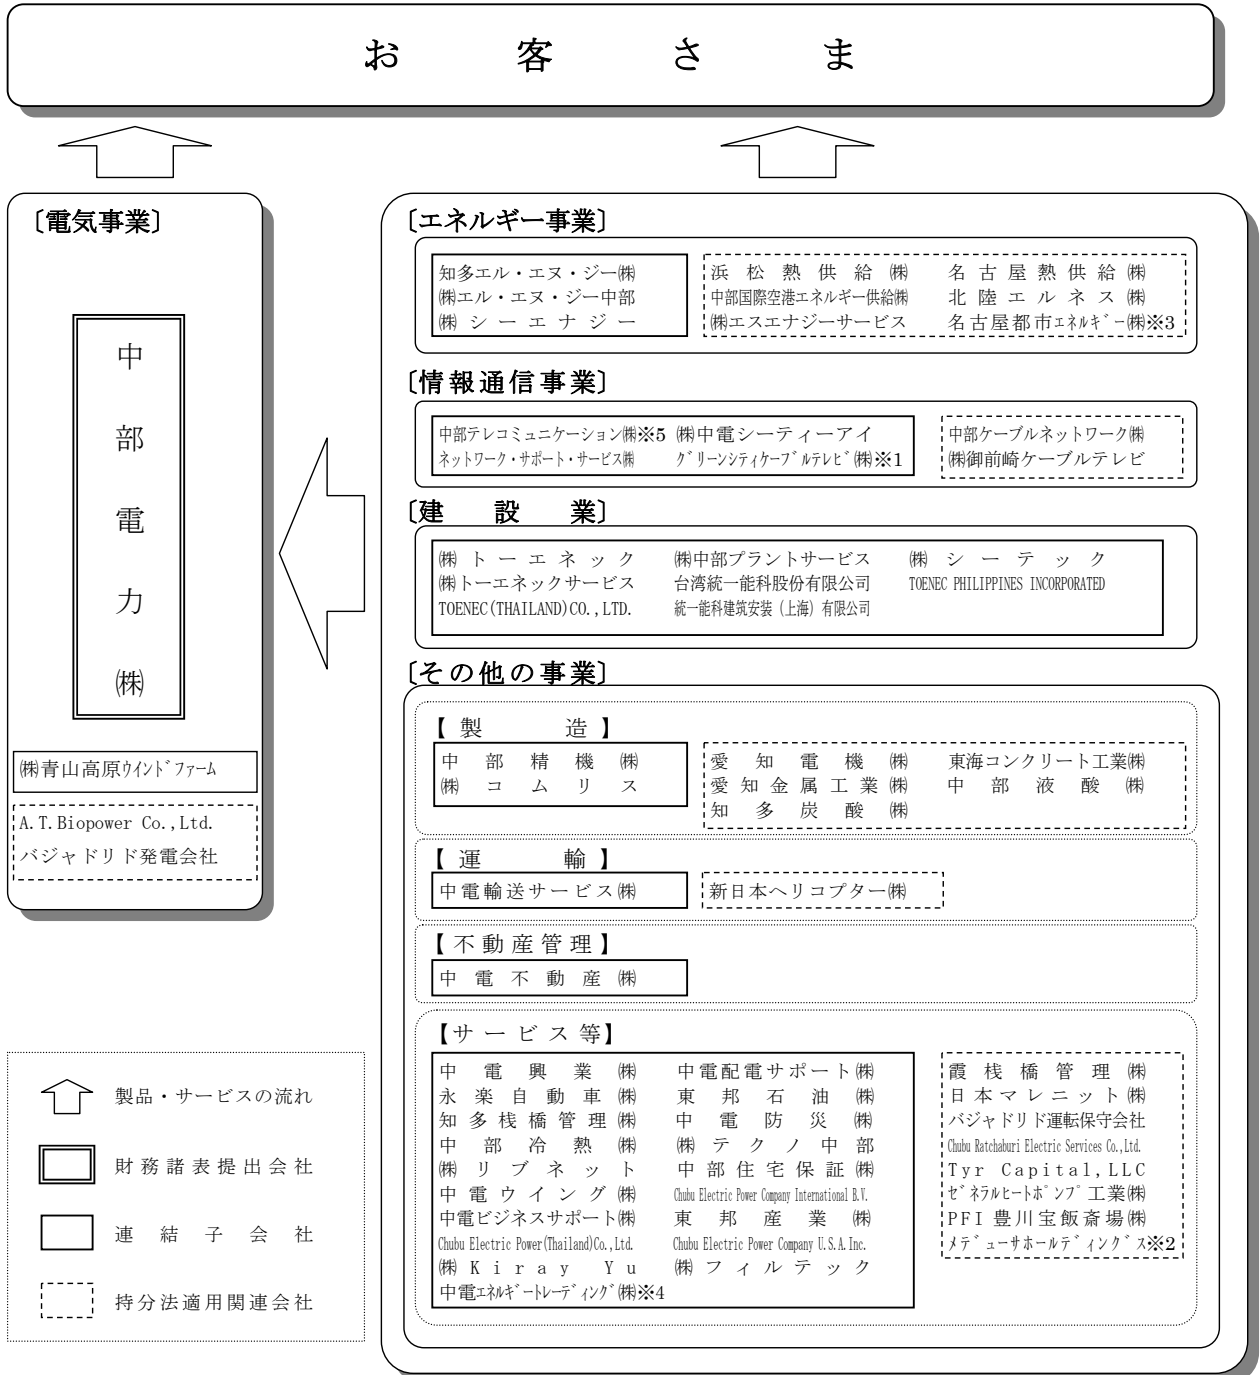 お客さま
〔電気事業〕
中部電力㈱
㈱青山高原ウインドファーム
A.T.Biopower Co.,Ltd.
バジャドリド発電会社
〔エネルギー事業〕
知多エル・エヌ・ジー㈱
㈱エル・エヌ・ジー中部
㈱シーエナジー
浜松熱供給㈱ 名古屋熱供給㈱
中部国際空港エネルギー供給㈱ 北陸エルネス㈱
㈱エスエナジーサービス 名古屋都市エネルギー㈱※3
〔情報通信事業〕
中部テレコミュニケーション㈱※5 ㈱中電シーティーアイ
ネットワーク・サポート・サービス㈱ グリーンシティケーブルテレビ㈱※1
中部ケーブルネットワーク㈱
㈱御前崎ケーブルテレビ
〔建設業〕
㈱トーエネック ㈱中部プラントサービス ㈱シーテック
㈱トーエネックサービス 台湾統一能科股份有限公司 TOENEC PHILIPPINES INCORPORATED
TOENEC(THAILAND)CO.,LTD. 統一能科建築安装（上海）有限公司
〔その他の事業〕
【製造】
中部精機㈱
㈱コムリス
愛知電機㈱ 東海コンクリート工業㈱
愛知金属工業㈱ 中部液酸㈱
知多炭酸㈱
【運輸】
中電輸送サービス㈱
新日本ヘリコプター㈱
【不動産管理】
中電不動産㈱
【サービス等】
中電興業㈱ 中電配電サポート㈱
永楽自動車㈱ 東邦石油㈱
知多桟橋管理㈱ 中電防災㈱
中部冷熱㈱ ㈱テクノ中部
㈱リブネット 中部住宅保証㈱
中電ウイング㈱ Chubu Electric Power Company International B.V.
中電ビジネスサポート㈱ 東邦産業㈱
Chubu Electric Power(Thailand)Co.,Ltd. Chubu Electric Power Company U.S.A.Inc.
㈱Kiray Yu ㈱フィルテック
中電エネルギートレーディング㈱※4
霞桟橋管理㈱
日本マレニット㈱
バジャドリド運転保守会社
Chubu Ratchaburi Electric Services Co.,Ltd.
Tyr Capital,LLC
ゼネラルヒートポンプ工業㈱
PFI豊川宝飯斎場㈱
メデューサホールディングス※2
製品・サービスの流れ
財務諸表提出会社
連結子会社
持分法適用関連会社